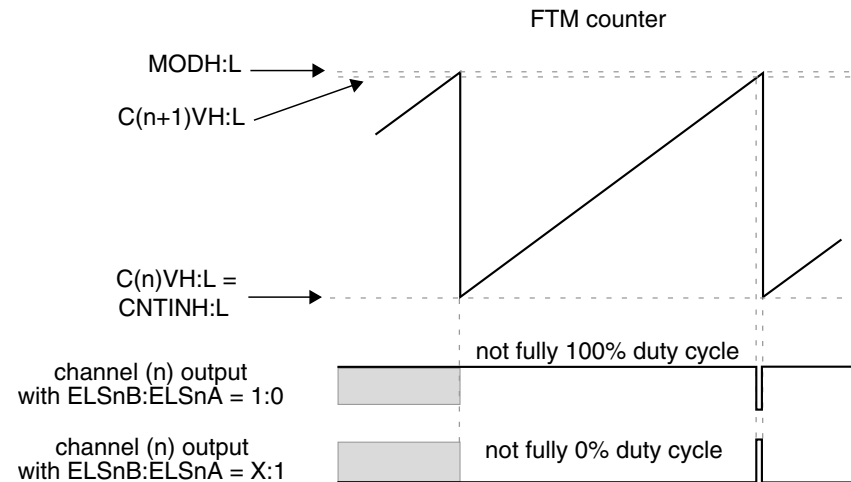 FTM counter
MODH:L
C(n+1)VH:L
C(n)VH:L =
CNTINH:L
not fully 100% duty cycle
channel (n) output
with ELSnB:ELSnA = 1:0
channel (n) output
with ELSnB:ELSnA = X:1
not fully 0% duty cycle